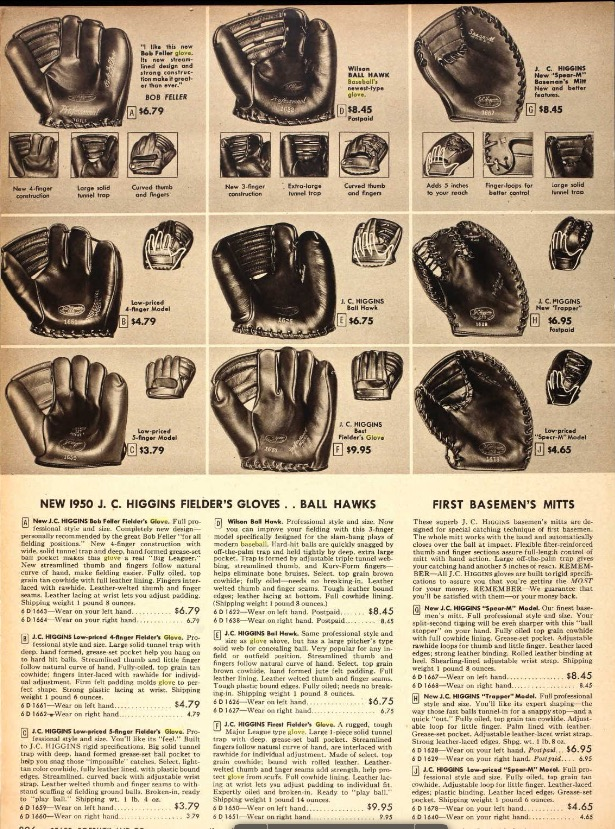 "I like this new
Bob Feller glove.
Its new stream-
lined design and
strong construc-
tion make it great-
er than ever."
BOB FELLER
A $6.79
New 4-finger
construction
Large solid
tunnel trap
Curved thumb
and fingers
Wilson
BALL HAWK
Baseball's
newest-type
glove.
D $8.45
Postpaid
New 3-finger
construction
Extra-large
tunnel trap
Curved thumb
and fingers
J. C. HIGGINS
New "Spear-M"
Baseman's Mitt
New and better
features.
G $8.45
Adds 5 inches
to your reach
Finger-loops for
better control
Large solid
tunnel trap
Low-priced
4-finger Model
B $4.79
J. C. HIGGINS
Ball Hawk
E $6.75
J. C. HIGGINS
New "Trapper"
H $6.95
Postpaid
Low-priced
5-finger Model
C $3.79
J. C. HIGGINS
Best
Fielder's Glove
F $9.95
Low-priced
"Spear-M" Model
J $4.65
NEW 1950 J. C. HIGGINS FIELDER'S GLOVES . . BALL HAWKS
A New J. C. HIGGINS Bob Feller Fielder's Glove. Full pro-
fessional style and size. Completely new design—
personally recommended by the great Bob Feller "for all
fielding positions." New 4-finger construction with
wide, solid tunnel trap and deep, hand formed grease-set
ball pocket makes this glove a real "Big Leaguer."
New streamlined thumb and fingers follow natural
curve of hand, make fielding easier. Fully oiled, top
grain tan cowhide with full leather lining. Fingers inter-
laced with rawhide. Leather-welted thumb and finger
seams. Leather lacing at wrist lets you adjust padding.
Shipping weight 1 pound 8 ounces.
6 D 1663—Wear on left hand. $6.79
6 D 1664—Wear on right hand. 6.79
B J. C. HIGGINS Low-priced 4-finger Fielder's Glove. Pro-
fessional style and size. Large solid tunnel trap with
deep, hand formed, grease-set pocket help you hang on
to hard hit balls. Streamlined thumb and little finger
follow natural curve of hand. Fully-oiled, top grain tan
cowhide; fingers inter-laced with rawhide for individ-
ual adjustment. Firm felt padding molds glove to per-
fect shape. Strong plastic lacing at wrist. Shipping
weight 1 pound 6 ounces.
6 D 1661—Wear on left hand $4.79
6 D 1662—Wear on right hand 4.79
C J. C. HIGGINS Low-priced 5-finger Fielder's Glove. Pro-
fessional style and size. You'll like its "feel." Built
to J. C. HIGGINS rigid specifications. Big solid tunnel
trap with deep, hand formed grease-set ball pocket to
help you snag those "impossible" catches. Select, light-
tan color cowhide, fully leather lined, with plastic bound
edges. Streamlined, curved back with adjustable wrist
strap. Leather welted thumb and finger seams to with-
stand scuffling of fielding ground balls. Broken-in, ready
to "play ball." Shipping wt. 1 lb. 4 oz.
6 D 1659—Wear on left hand $3.79
6 D 1660—Wear on right hand 3.79
D Wilson Ball Hawk. Professional style and size. Now
you can improve your fielding with this 3-finger
model specifically designed for the slam-bang plays of
modern baseball. Hard-hit balls are quickly snagged by
off-set, palm trap and held tightly by deep, extra large
pocket. Trap is formed by adjustable triple tunnel web-
bing, streamlined thumb, and Kurv-Form fingers—
helps eliminate bone bruises. Select, top grain brown
cowhide; fully oiled—needs no breaking-in. Leather
welted thumb and finger seams. Tough leather bound
edges; leather lacing at bottom. Full cowhide lining.
(Shipping weight 1 pound 8 ounces.)
6 D 1622—Wear on left hand. Postpaid $8.45
6 D 1638—Wear on right hand. Postpaid 8.45
E J. C. HIGGINS Ball Hawk. Same professional style and
size as glove above, but has a larger pitcher's type
solid web for concealing ball. Very popular for any in-
field or outfield position. Streamlined thumb and
fingers follow natural curve of hand. Select, top grain
brown cowhide, hand formed jute felt padding. Full
leather lining. Leather welted thumb and finger seams.
Tough plastic bound edges. Fully oiled; needs no break-
ing-in. Shipping weight 1 pound 8 ounces.
6 D 1626—Wear on left hand $6.75
6 D 1627—Wear on right hand 6.75
F J. C. HIGGINS Finest Fielder's Glove. A rugged, tough
Major League type glove. Large 1-piece solid tunnel
trap with deep grease-set ball pocket. Streamlined
fingers follow natural curve of hand, are interlaced with
rawhide for individual adjustment. Made of select, top
grain cowhide; bound with rolled leather. Leather-
welted thumb and finger seams add strength, help pro-
tect glove from scuffs. Full cowhide lining. Leather lac-
ing at wrist lets you adjust padding to individual fit.
Expertly oiled and broken-in. Ready to "play ball."
Shipping weight 1 pound 14 ounces.
6 D 1650—Wear on left hand $9.95
6 D 1651—Wear on right hand 9.95
FIRST BASEMEN'S MITTS
These superb J. C. HIGGINS basemen's mitts are de-
signed for special catching technique of first basemen.
The whole mitt works with the hand and automatically
closes over the ball at impact. Flexible fiber-reinforced
thumb and finger sections assure full-length control of
mitt with hand action. Large off-the-palm trap gives
your catching hand another 5 inches of reach. REMEM-
BER—All J. C. HIGGINS gloves are built to rigid specifi-
cations to assure you that you're getting the MOST
for your money. REMEMBER—We guarantee that
you'll be satisfied with them—or your money back.
G New J. C. HIGGINS "Spear-M" Model. Our finest base-
men's mitt. Full professional style and size. Your
split-second timing will be even sharper with this "ball
stopper" on your hand. Fully oiled top grain cowhide
with full cowhide lining. Grease-set pocket. Adjustable
rawhide loops for thumb and little finger. Leather laced
edges; strong leather binding. Rolled leather binding at
heel. Shearling-lined adjustable wrist strap. Shipping
weight 1 pound 8 ounces.
6 D 1667—Wear on left hand. $8.45
6 D 1668—Wear on right hand. 8.45
H New J. C. HIGGINS "Trapper" Model. Full professional
style and size. You'll like its expert shaping—the
way those fast balls tunnel-in for a snappy stop—and a
quick "out." Fully oiled, top grain tan cowhide. Adjust-
able loop for little finger. Palm lined with leather.
Grease-set pocket. Adjustable leather-laces wrist strap.
Strong leather-laced edges. Shpg. wt. 1 lb. 8 oz.
6 D 1628—Wear on your left hand. Postpaid $6.95
6 D 1629—Wear on right hand. Postpaid 6.95
J J. C. HIGGINS Low-priced "Spear-M" Model. Full pro-
fessional style and size. Fully oiled, top grain tan
cowhide. Adjustable loop for little finger. Leather-laced
edges; plastic binding. Leather lacing at heel. Grease-set
pocket. Shipping weight 1 pound 6 ounces.
6 D 1678—Wear on left hand $4.65
6 D 1640—Wear on right hand 4.65